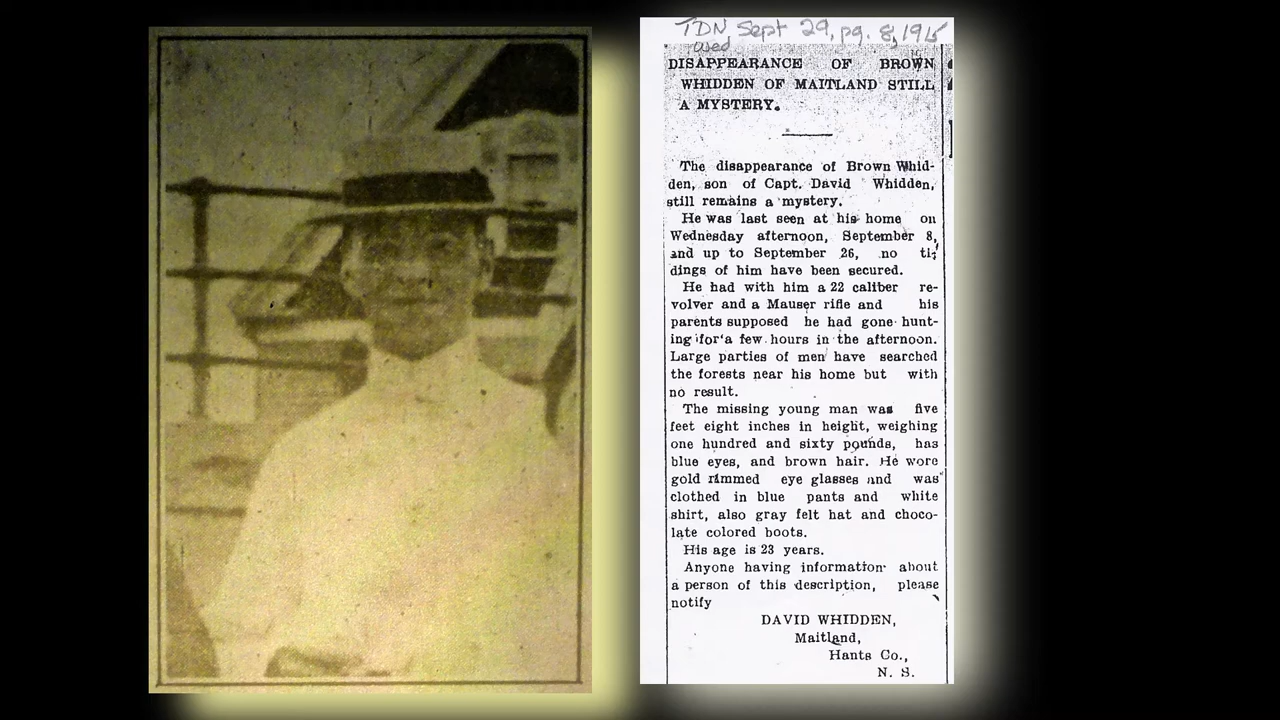 TDN Sept 29, pg. 8, 1915
Wed
DISAPPEARANCE OF BROWN
WHIDDEN OF MAITLAND STILL
A MYSTERY.
The disappearance of Brown Whid-
den, son of Capt. David Whidden,
still remains a mystery.
He was last seen at his home on
Wednesday afternoon, September 8,
and up to September 26, no ti-
dings of him have been secured.
He had with him a 22 caliber re-
volver and a Mauser rifle and his
parents supposed he had gone hunt-
ing for a few hours in the afternoon.
Large parties of men have searched
the forests near his home but with
no result.
The missing young man was five
feet eight inches in height, weighing
one hundred and sixty pounds, has
blue eyes, and brown hair. He wore
gold rimmed eye glasses and was
clothed in blue pants and white
shirt, also gray felt hat and choco-
late colored boots.
His age is 23 years.
Anyone having information about
a person of this description, please
notify
DAVID WHIDDEN,
Maitland,
Hants Co.,
N. S.